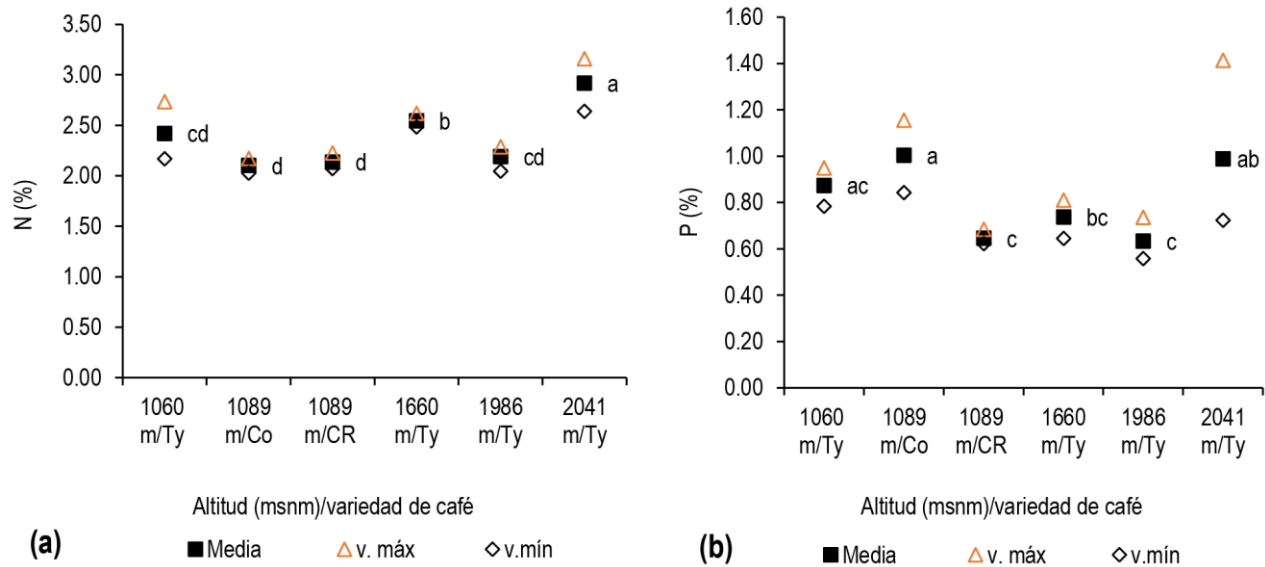 3.50
3.00
2.50
2.00
1.50
1.00
0.50
0.00
N (%)
cd
d
d
b
cd
a
1060 m/Ty
1089 m/Co
1089 m/CR
1660 m/Ty
1986 m/Ty
2041 m/Ty
Altitud (msnm)/variedad de café
(a)
Media
v. máx
v.mín
1.60
1.40
1.20
1.00
0.80
0.60
0.40
0.20
0.00
P (%)
ac
a
c
bc
c
ab
1060 m/Ty
1089 m/Co
1089 m/CR
1660 m/Ty
1986 m/Ty
2041 m/Ty
Altitud (msnm)/variedad de café
(b)
Media
v. máx
v.mín